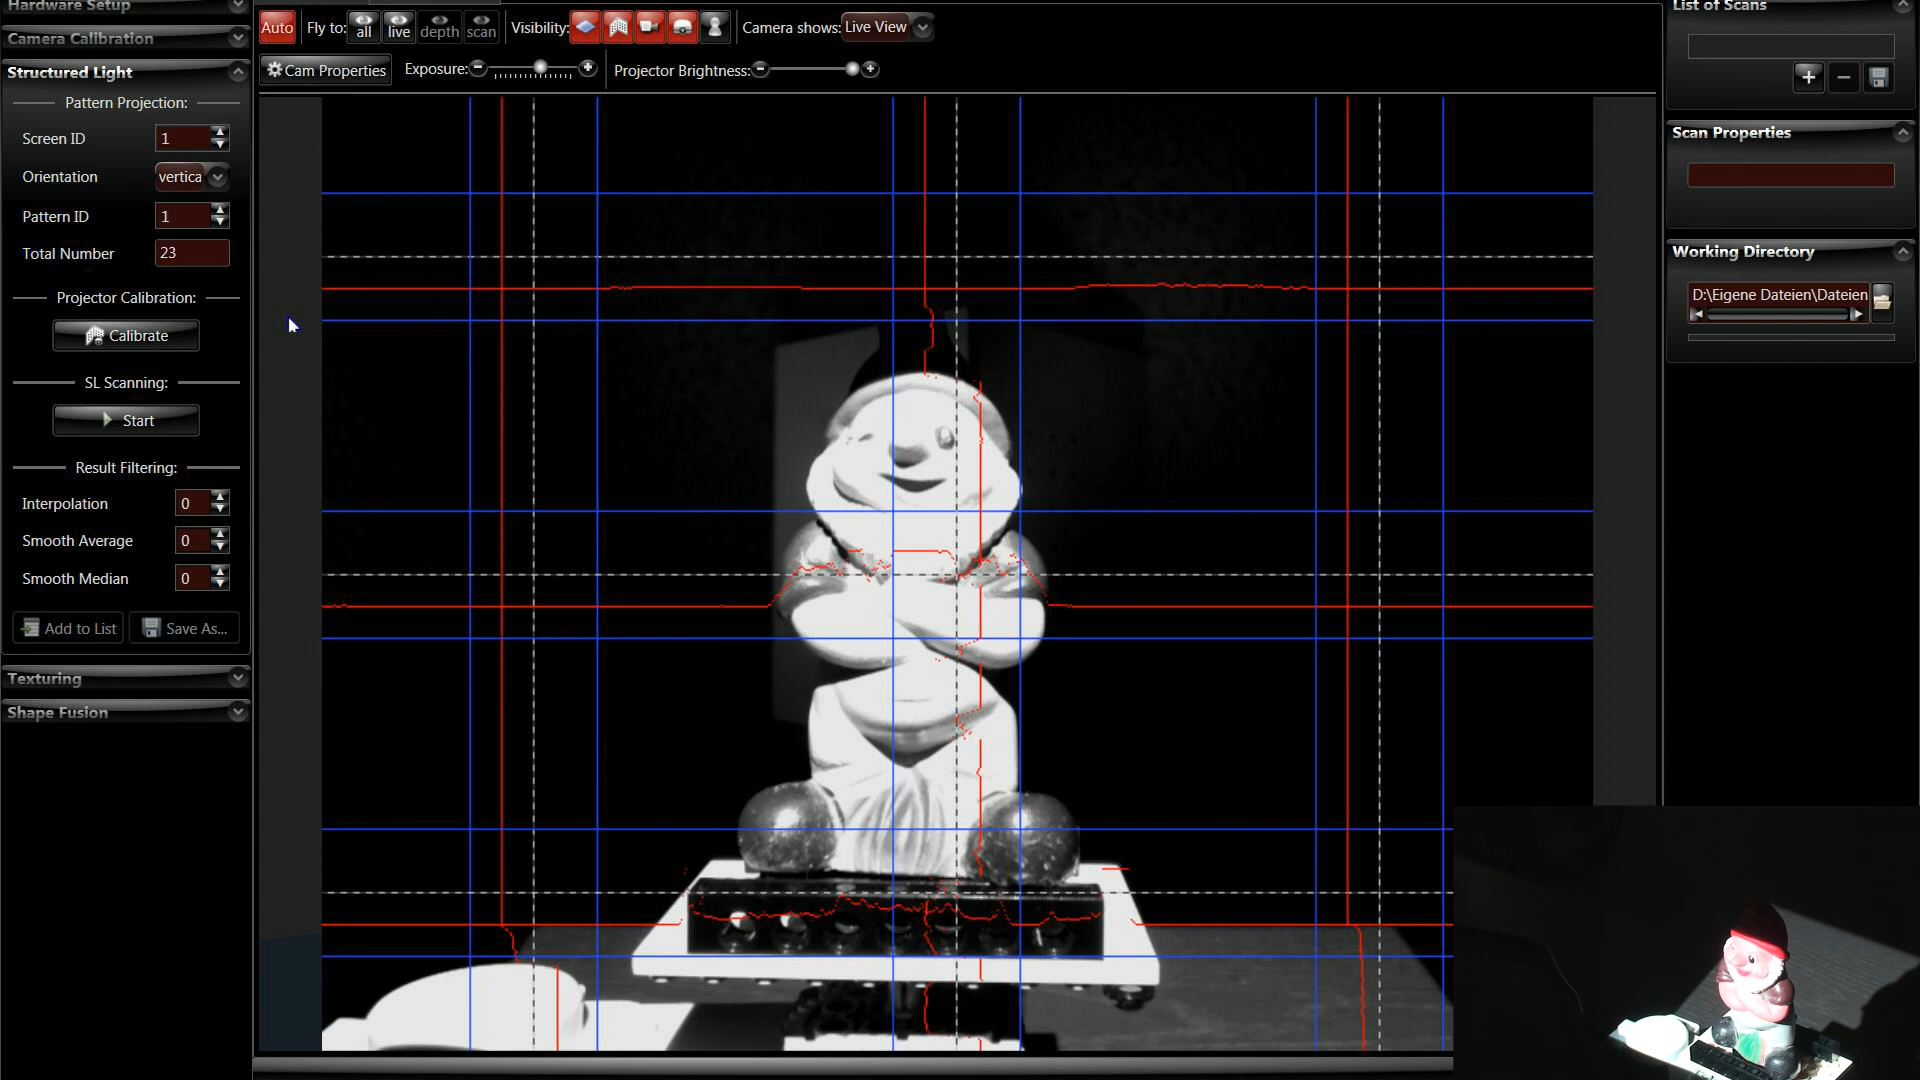 Hardware Setup
Camera Calibration
Structured Light
Pattern Projection:
Screen ID 1
Orientation vertica
Pattern ID 1
Total Number 23
Projector Calibration:
Calibrate
SL Scanning:
Start
Result Filtering:
Interpolation 0
Smooth Average 0
Smooth Median 0
Add to List Save As...
Texturing
Shape Fusion
Auto Fly to: all live depth scan Visibility: Camera shows: Live View
Cam Properties Exposure: Projector Brightness:
List of Scans
Scan Properties
Working Directory
D:\Eigene Dateien\Dateien